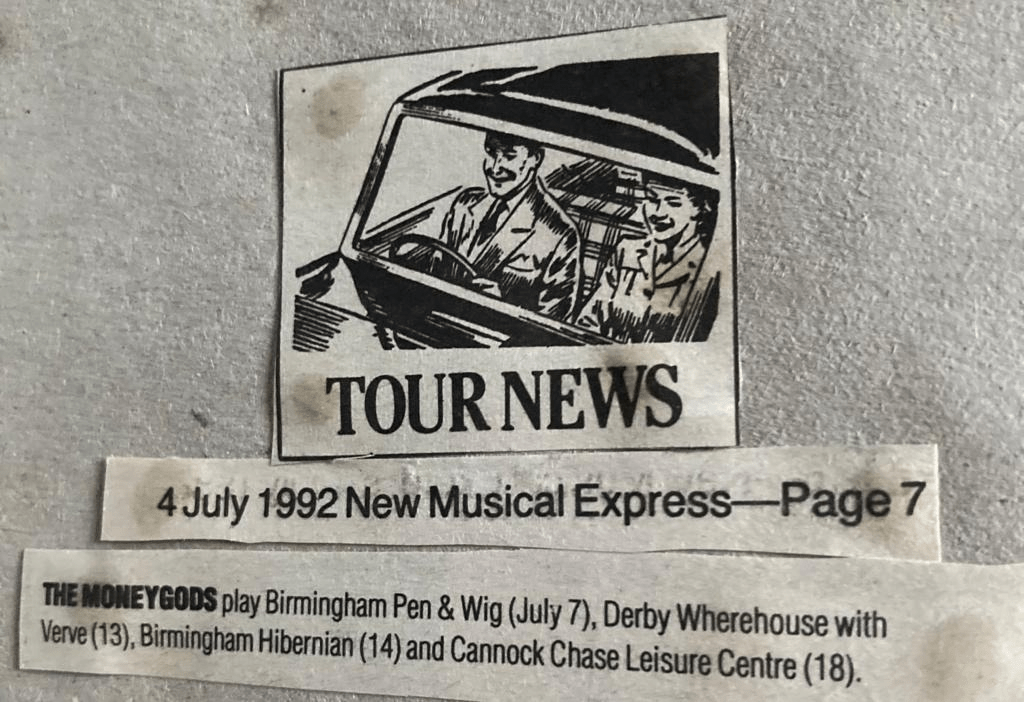 TOUR NEWS
4 July 1992 New Musical Express—Page 7
THE MONEYGODS play Birmingham Pen & Wig (July 7), Derby Wherehouse with
Verve (13), Birmingham Hibernian (14) and Cannock Chase Leisure Centre (18).